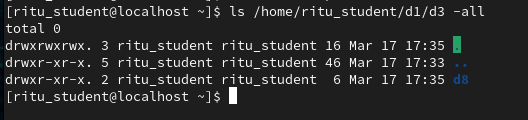 [ritu_student@localhost ~]$ ls /home/ritu_student/d1/d3 -all
total 0
drwxrwxrwx. 3 ritu_student ritu_student 16 Mar 17 17:35 .
drwxr-xr-x. 5 ritu_student ritu_student 46 Mar 17 17:33 ..
drwxr-xr-x. 2 ritu_student ritu_student  6 Mar 17 17:35 d8
[ritu_student@localhost ~]$